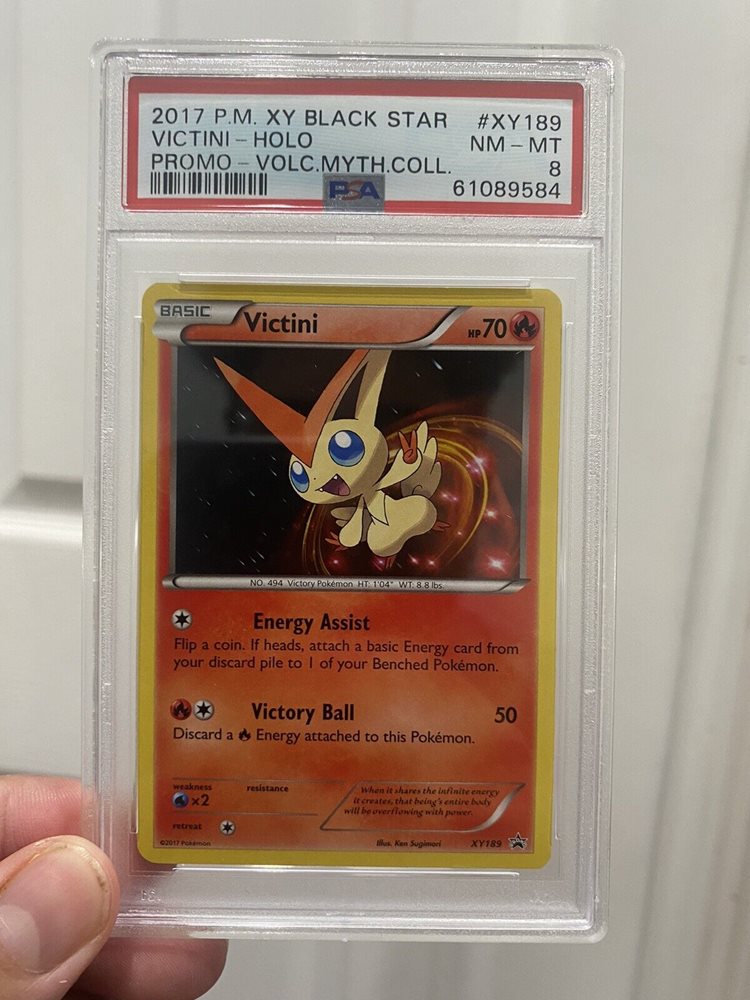 2017 P.M. XY BLACK STAR #XY189
VICTINI - HOLO NM - MT
PROMO - VOLC.MYTH.COLL. 8
PSA 61089584
BASIC Victini HP 70
NO. 494 Victory Pokémon HT: 1'04" WT: 8.8 lbs.
Energy Assist
Flip a coin. If heads, attach a basic Energy card from
your discard pile to 1 of your Benched Pokémon.
Victory Ball 50
Discard a Energy attached to this Pokémon.
weakness resistance
×2
When it shares the infinite energy
it creates, that being's entire body
will be overflowing with power.
retreat
©2017 Pokémon Illus. Ken Sugimori XY189